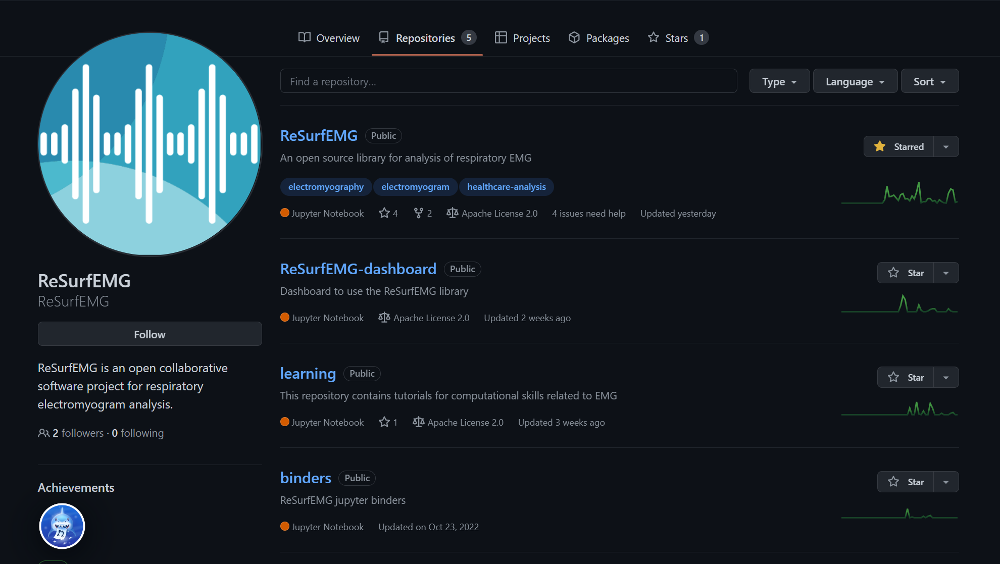 Overview
Repositories 5
Projects
Packages
Stars 1
Find a repository...
Type
Language
Sort
ReSurfEMG
ReSurfEMG
Follow
ReSurfEMG is an open collaborative
software project for respiratory
electromyogram analysis.
2 followers · 0 following
Achievements
ReSurfEMG Public
Starred
An open source library for analysis of respiratory EMG
electromyography electromyogram healthcare-analysis
Jupyter Notebook 4 2 Apache License 2.0 4 issues need help Updated yesterday
ReSurfEMG-dashboard Public
Star
Dashboard to use the ReSurfEMG library
Jupyter Notebook Apache License 2.0 Updated 2 weeks ago
learning Public
Star
This repository contains tutorials for computational skills related to EMG
Jupyter Notebook 1 Apache License 2.0 Updated 3 weeks ago
binders Public
Star
ReSurfEMG jupyter binders
Jupyter Notebook Updated on Oct 23, 2022